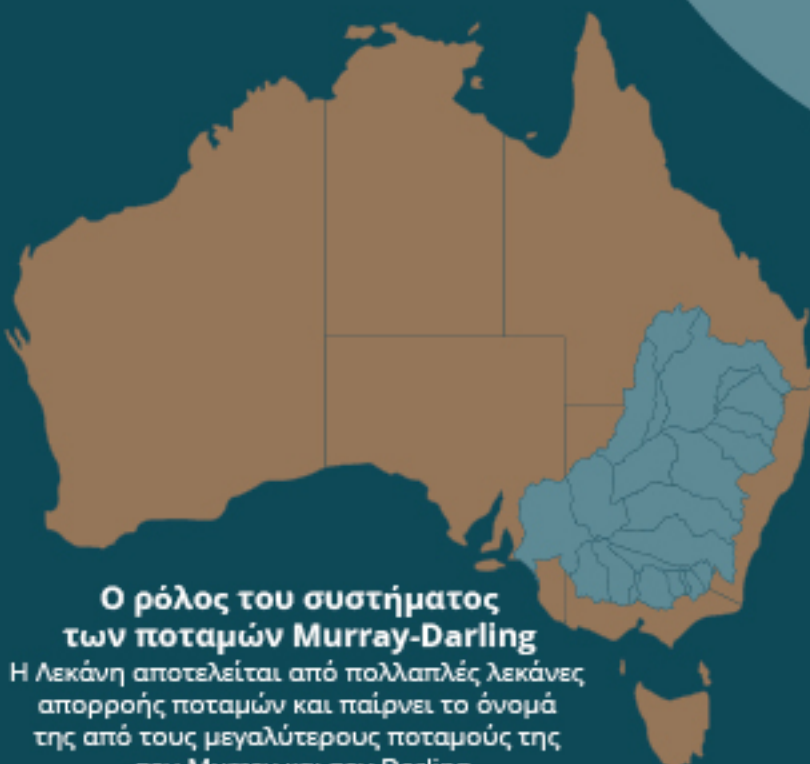 Ο ρόλος του συστήματος
των ποταμών Murray-Darling
Η Λεκάνη αποτελείται από πολλαπλές λεκάνες
απορροής ποταμών και παίρνει το όνομά
της από τους μεγαλύτερους ποταμούς της